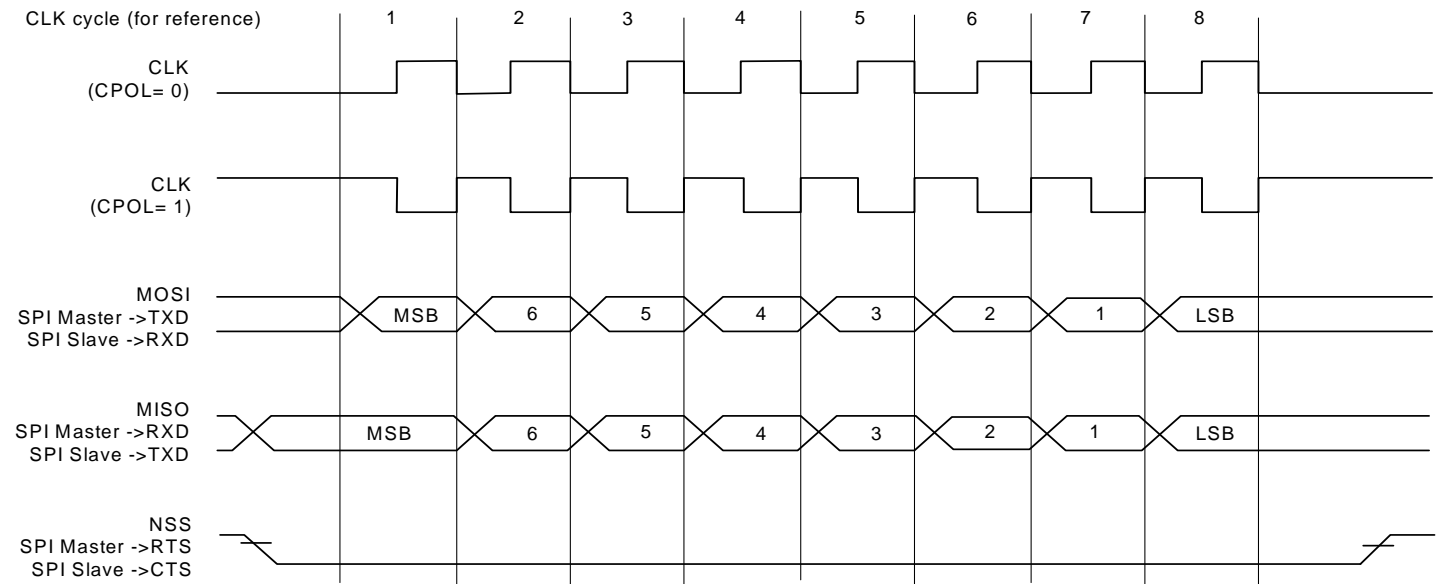 CLK cycle (for reference) 1 2 3 4 5 6 7 8
CLK
(CPOL= 0)
CLK
(CPOL= 1)
MOSI
SPI Master ->TXD
SPI Slave ->RXD
MSB 6 5 4 3 2 1 LSB
MISO
SPI Master ->RXD
SPI Slave ->TXD
MSB 6 5 4 3 2 1 LSB
NSS
SPI Master ->RTS
SPI Slave ->CTS